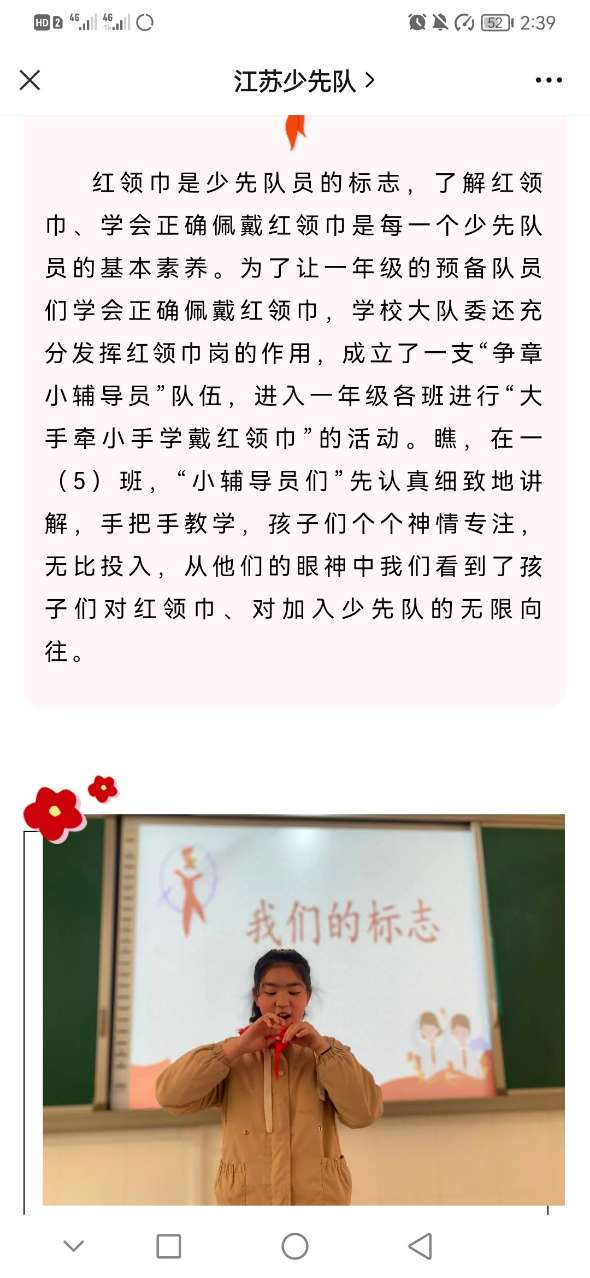 HD 2 4G 4G 52 2:39
江苏少先队
红领巾是少先队员的标志，了解红领
巾、学会正确佩戴红领巾是每一个少先队
员的基本素养。为了让一年级的预备队员
们学会正确佩戴红领巾，学校大队委还充
分发挥红领巾岗的作用，成立了一支“争章
小辅导员”队伍，进入一年级各班进行“大
手牵小手学戴红领巾”的活动。瞧，在一
（5）班，“小辅导员们”先认真细致地讲
解，手把手教学，孩子们个个神情专注，
无比投入，从他们的眼神中我们看到了孩
子们对红领巾、对加入少先队的无限向
往。
我们的标志